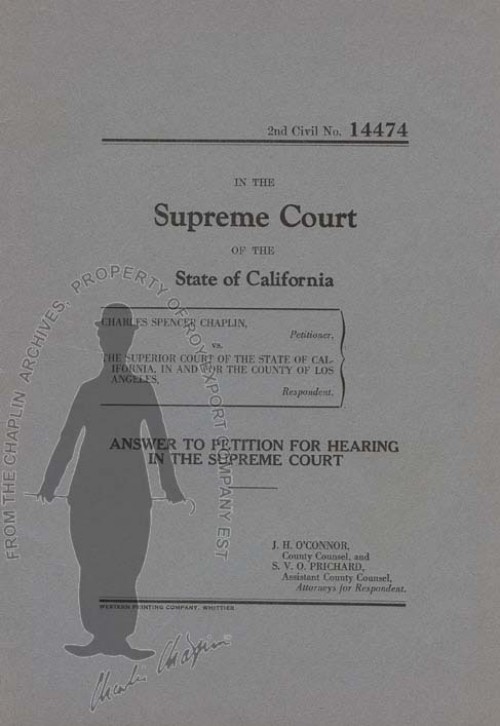 2nd Civil No. 14474
IN THE
Supreme Court
OF THE
State of California
CHARLES SPENCER CHAPLIN,
Petitioner,
vs.
THE SUPERIOR COURT OF THE STATE OF CAL-
IFORNIA, IN AND FOR THE COUNTY OF LOS
ANGELES,
Respondent.
ANSWER TO PETITION FOR HEARING
IN THE SUPREME COURT
J. H. O'CONNOR,
County Counsel, and
S. V. O. PRICHARD,
Assistant County Counsel,
Attorneys for Respondent.
WESTERN PRINTING COMPANY, WHITTIER
FROM THE CHAPLIN ARCHIVES, PROPERTY OF ROY EXPORT COMPANY EST
Charlie Chaplin